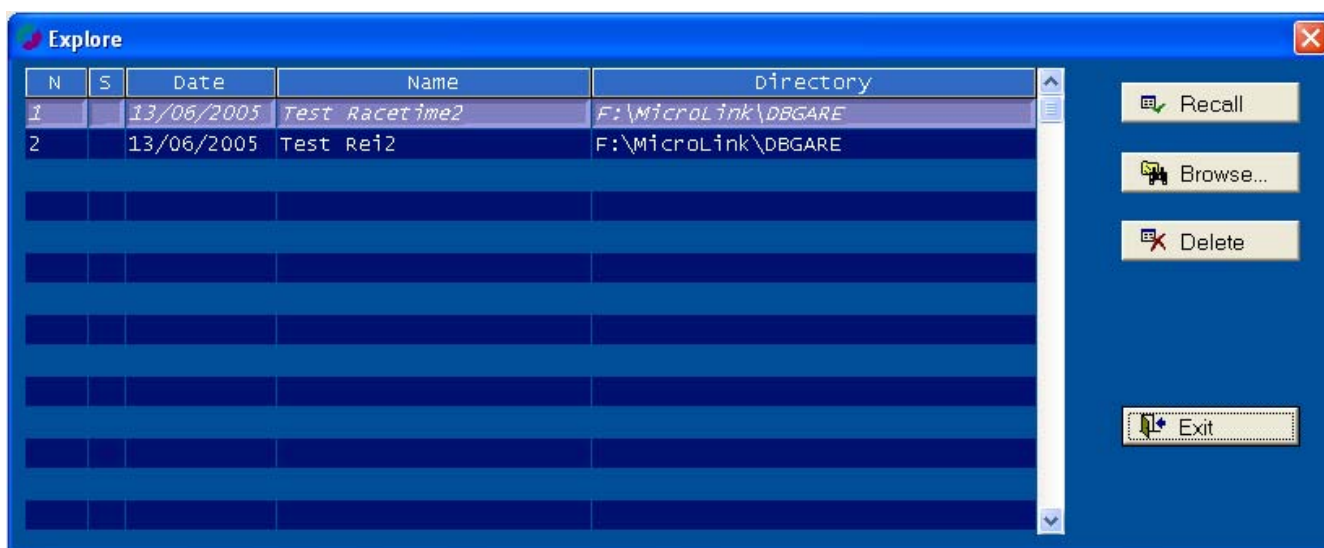 Explore
N S Date Name Directory
1 13/06/2005 Test Racetime2 F:\MicroLink\DBGARE
2 13/06/2005 Test Rei2 F:\MicroLink\DBGARE
Recall
Browse...
Delete
Exit